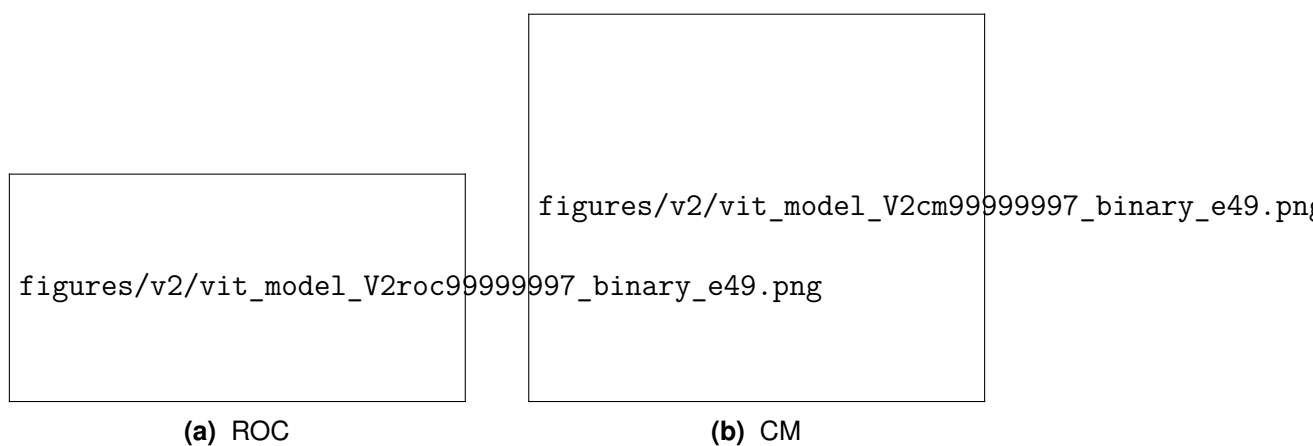 figures/v2/vit_model_V2cm99999997_binary_e49.png
figures/v2/vit_model_V2roc99999997_binary_e49.png
(a) ROC
(b) CM